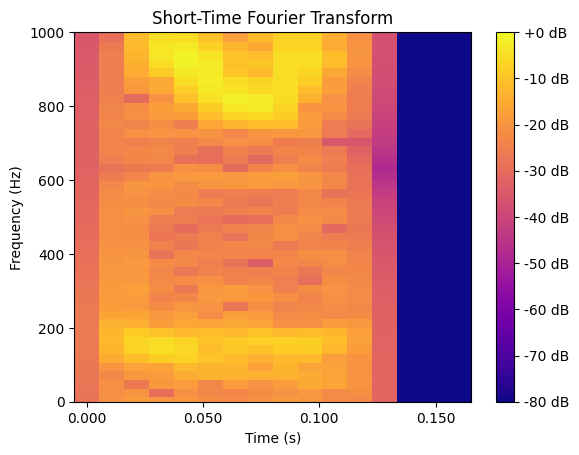 Short-Time Fourier Transform
1000
800
600
400
200
0
Frequency (Hz)
0.000
0.050
0.100
0.150
Time (s)
+0 dB
-10 dB
-20 dB
-30 dB
-40 dB
-50 dB
-60 dB
-70 dB
-80 dB